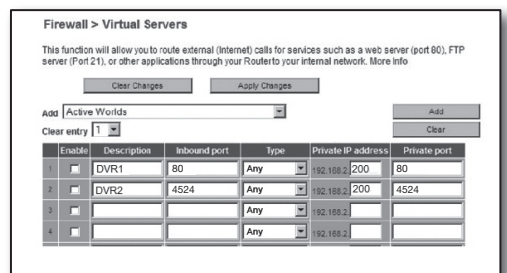 Firewall > Virtual Servers
This function will allow you to route external (Internet) calls for services such as a web server (port 80), FTP
server (Port 21), or other applications through your Routerto your internal network. More Info
Clear Changes Apply Changes
Add Active Worlds Add
Clear entry 1 Clear
Enable Description Inbound port Type Private IP address Private port
1 DVR1 80 Any 192.168.2. 200 80
2 DVR2 4524 Any 192.168.2. 200 4524
3 Any 192.168.2.
4 Any 192.168.2.